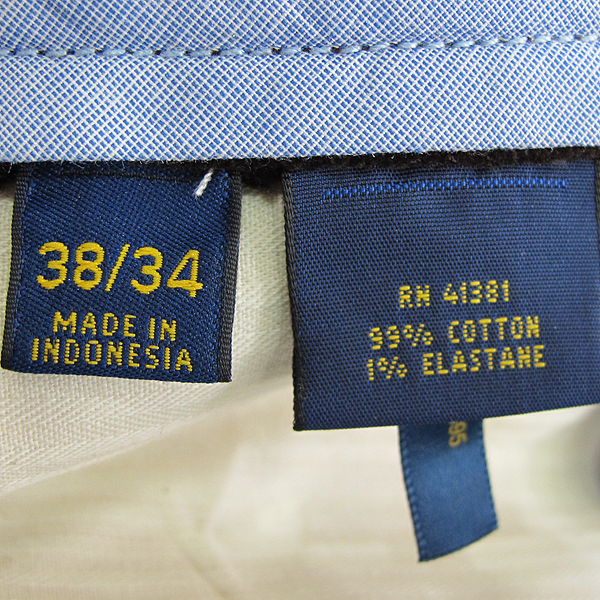 38/34
MADE IN
INDONESIA
RN 41381
99% COTTON
1% ELASTANE